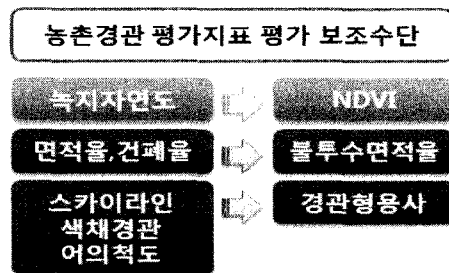 농촌경관 평가지표 평가 보조수단
녹지자연도
NDVI
면적율,건폐율
불투수면적율
스카이라인
색채경관
어의척도
경관형용사